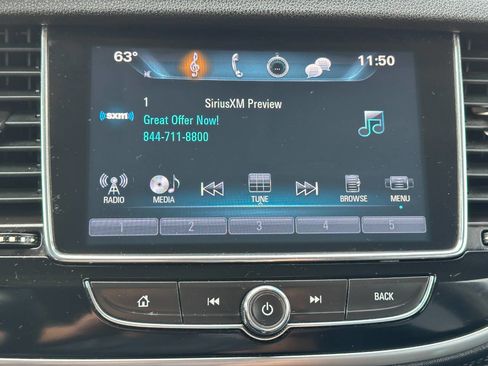 63° 11:50
1 SiriusXM Preview
sxm
Great Offer Now!
844-711-8800
RADIO MEDIA TUNE BROWSE MENU
1 2 3 4 5
BACK